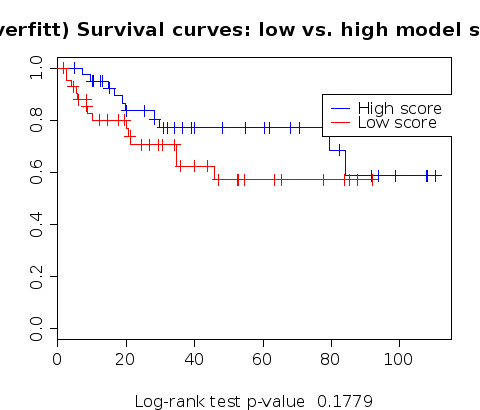 verfitt) Survival curves: low vs. high model s
1.0
0.8
0.6
0.4
0.2
0.0
High score
Low score
0 20 40 60 80 100
Log-rank test p-value 0.1779